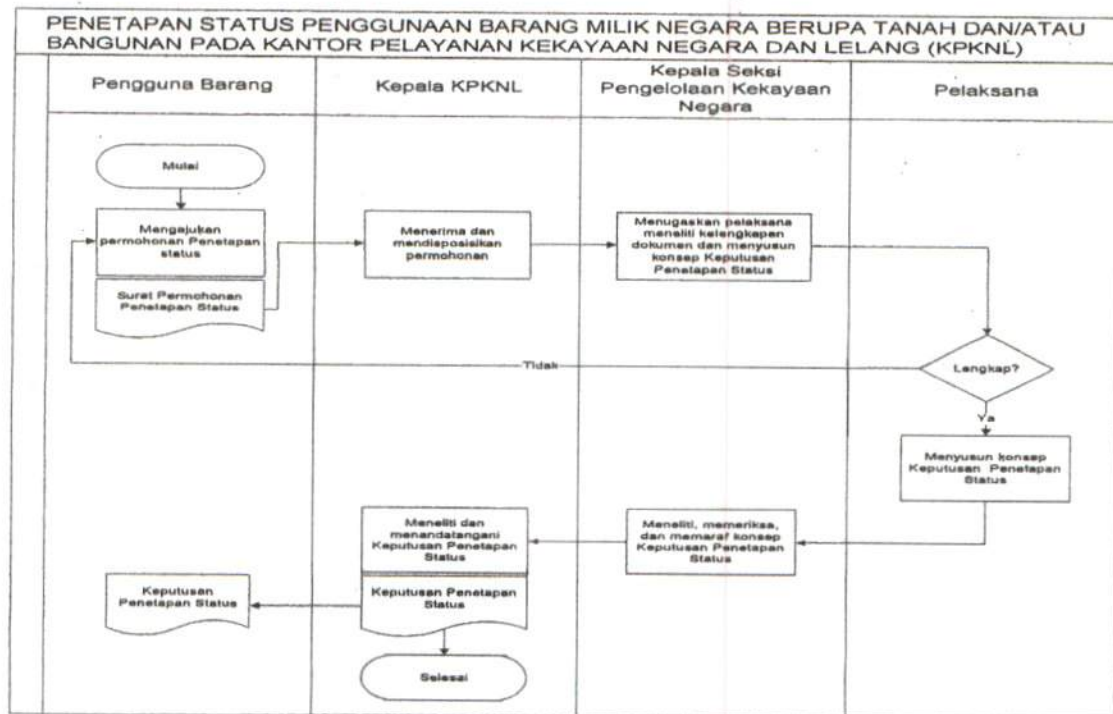 PENETAPAN STATUS PENGGUNAAN BARANG MILIK NEGARA BERUPA TANAH DAN/ATAU
BANGUNAN PADA KANTOR PELAYANAN KEKAYAAN NEGARA DAN LELANG (KPKNL)
Pengguna Barang
Kepala KPKNL
Kepala Seksi
Pengelolaan Kekayaan
Negara
Pelaksana
Mulai
Mengajukan
permohonan Penetapan
status
Surat Permohonan
Penetapan Status
Menerima dan
mendisposisikan
permohonan
Menugaskan pelaksana
meneliti kelengkapan
dokumen dan menyusun
konsep Keputusan
Penetapan Status
Lengkap?
Tidak
Ya
Menyusun konsep
Keputusan Penetapan
Status
Meneliti, memeriksa,
dan memaraf konsep
Keputusan Penetapan
Status
Meneliti dan
menandatangani
Keputusan Penetapan
Status
Keputusan Penetapan
Status
Keputusan
Penetapan Status
Selesai